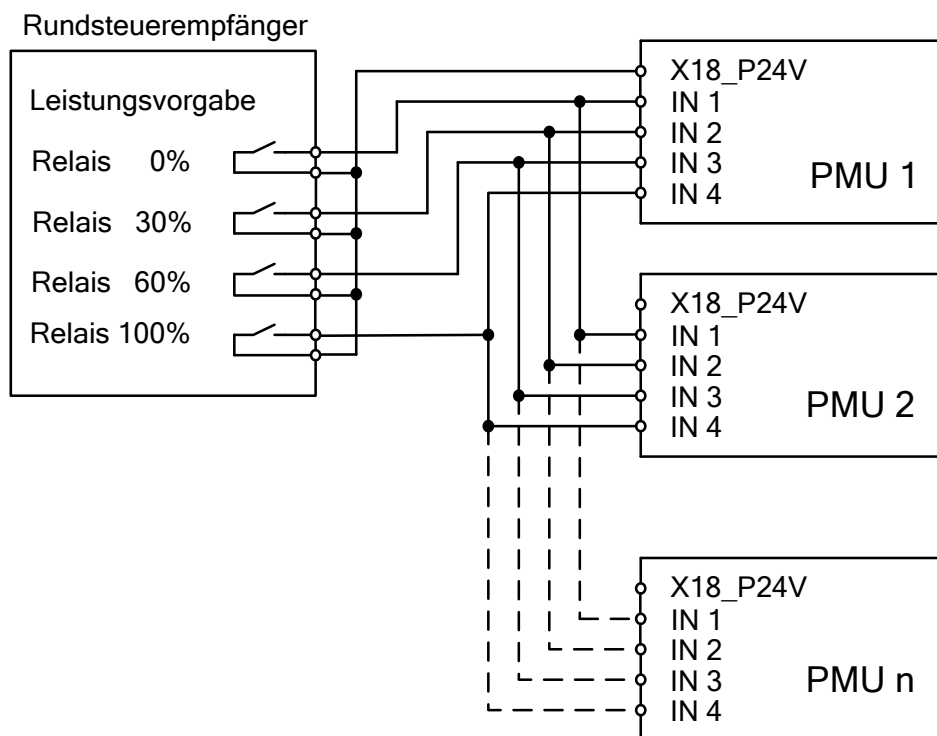 Rundsteuerempfänger
Leistungsvorgabe
Relais 0%
Relais 30%
Relais 60%
Relais 100%
X18_P24V
IN 1
IN 2
IN 3
IN 4
PMU 1
X18_P24V
IN 1
IN 2
IN 3
IN 4
PMU 2
X18_P24V
IN 1
IN 2
IN 3
IN 4
PMU n